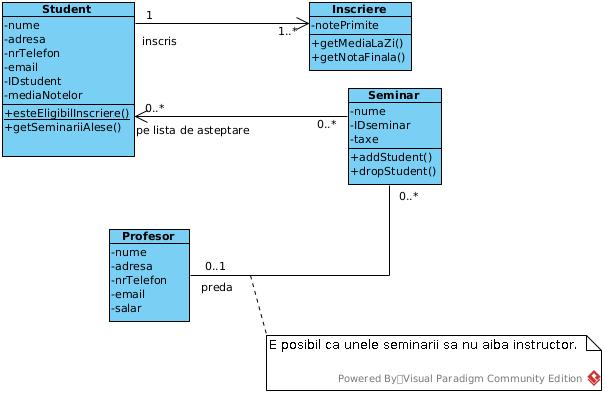 Student
-nume
-adresa
-nrTelefon
-email
-IDstudent
-mediaNotelor
+esteEligibilInscriere()
+getSeminariiAlese()
1
inscris
1..*
Inscriere
-notePrimite
+getMediaLaZi()
+getNotaFinala()
0..*
pe lista de asteptare
0..*
Seminar
-nume
-IDseminar
-taxe
+addStudent()
+dropStudent()
0..*
Profesor
-nume
-adresa
-nrTelefon
-email
-salar
0..1
preda
E posibil ca unele seminarii sa nu aiba instructor.
Powered By Visual Paradigm Community Edition